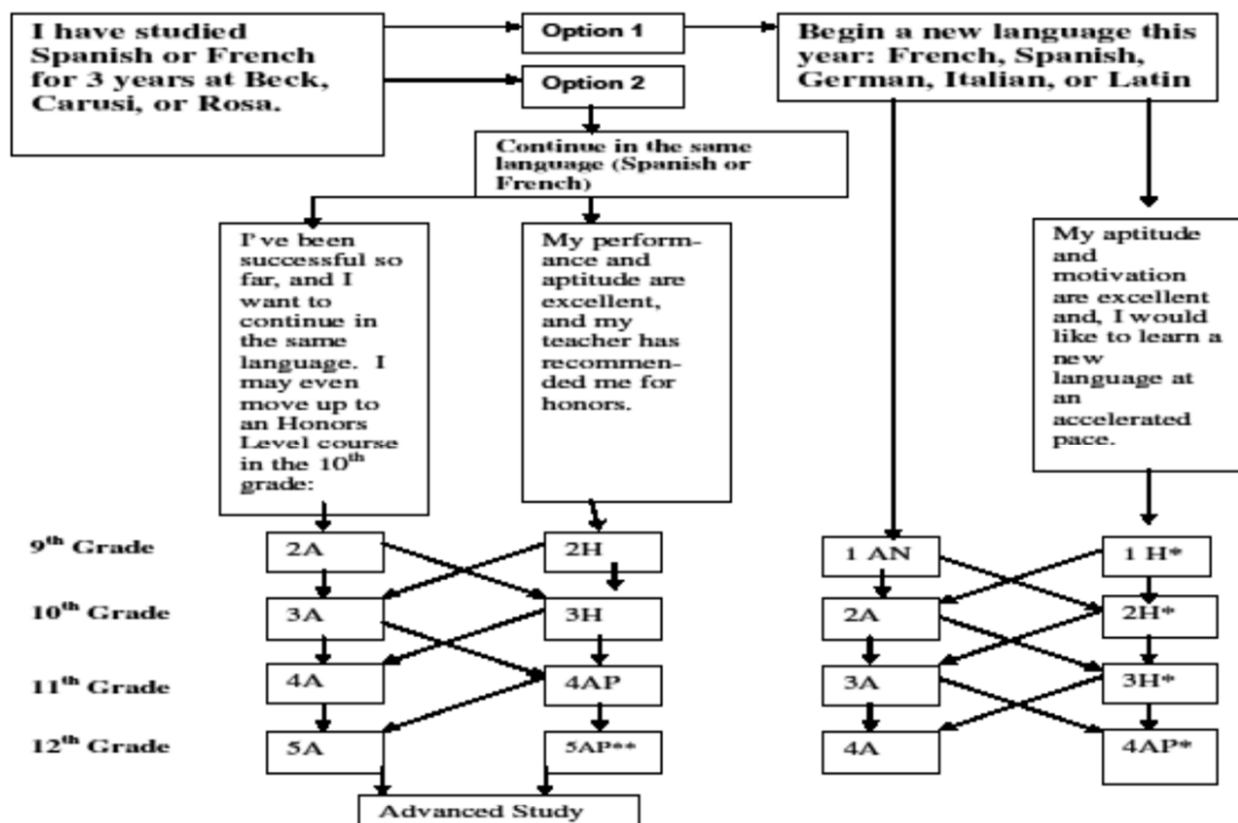 I have studied
Spanish or French
for 3 years at Beck,
Carusi, or Rosa.
Option 1
Option 2
Begin a new language this
year: French, Spanish,
German, Italian, or Latin
Continue in the same
language (Spanish or
French)
I've been
successful so
far, and I
want to
continue in
the same
language. I
may even
move up to
an Honors
Level course
in the 10th
grade:
My perform-
ance and
aptitude are
excellent,
and my
teacher has
recommen-
ded me for
honors.
My aptitude
and
motivation
are excellent
and, I would
like to learn a
new
language at
an
accelerated
pace.
9th Grade 2A 2H 1 AN 1 H*
10th Grade 3A 3H 2A 2H*
11th Grade 4A 4AP 3A 3H*
12th Grade 5A 5AP** 4A 4AP*
Advanced Study